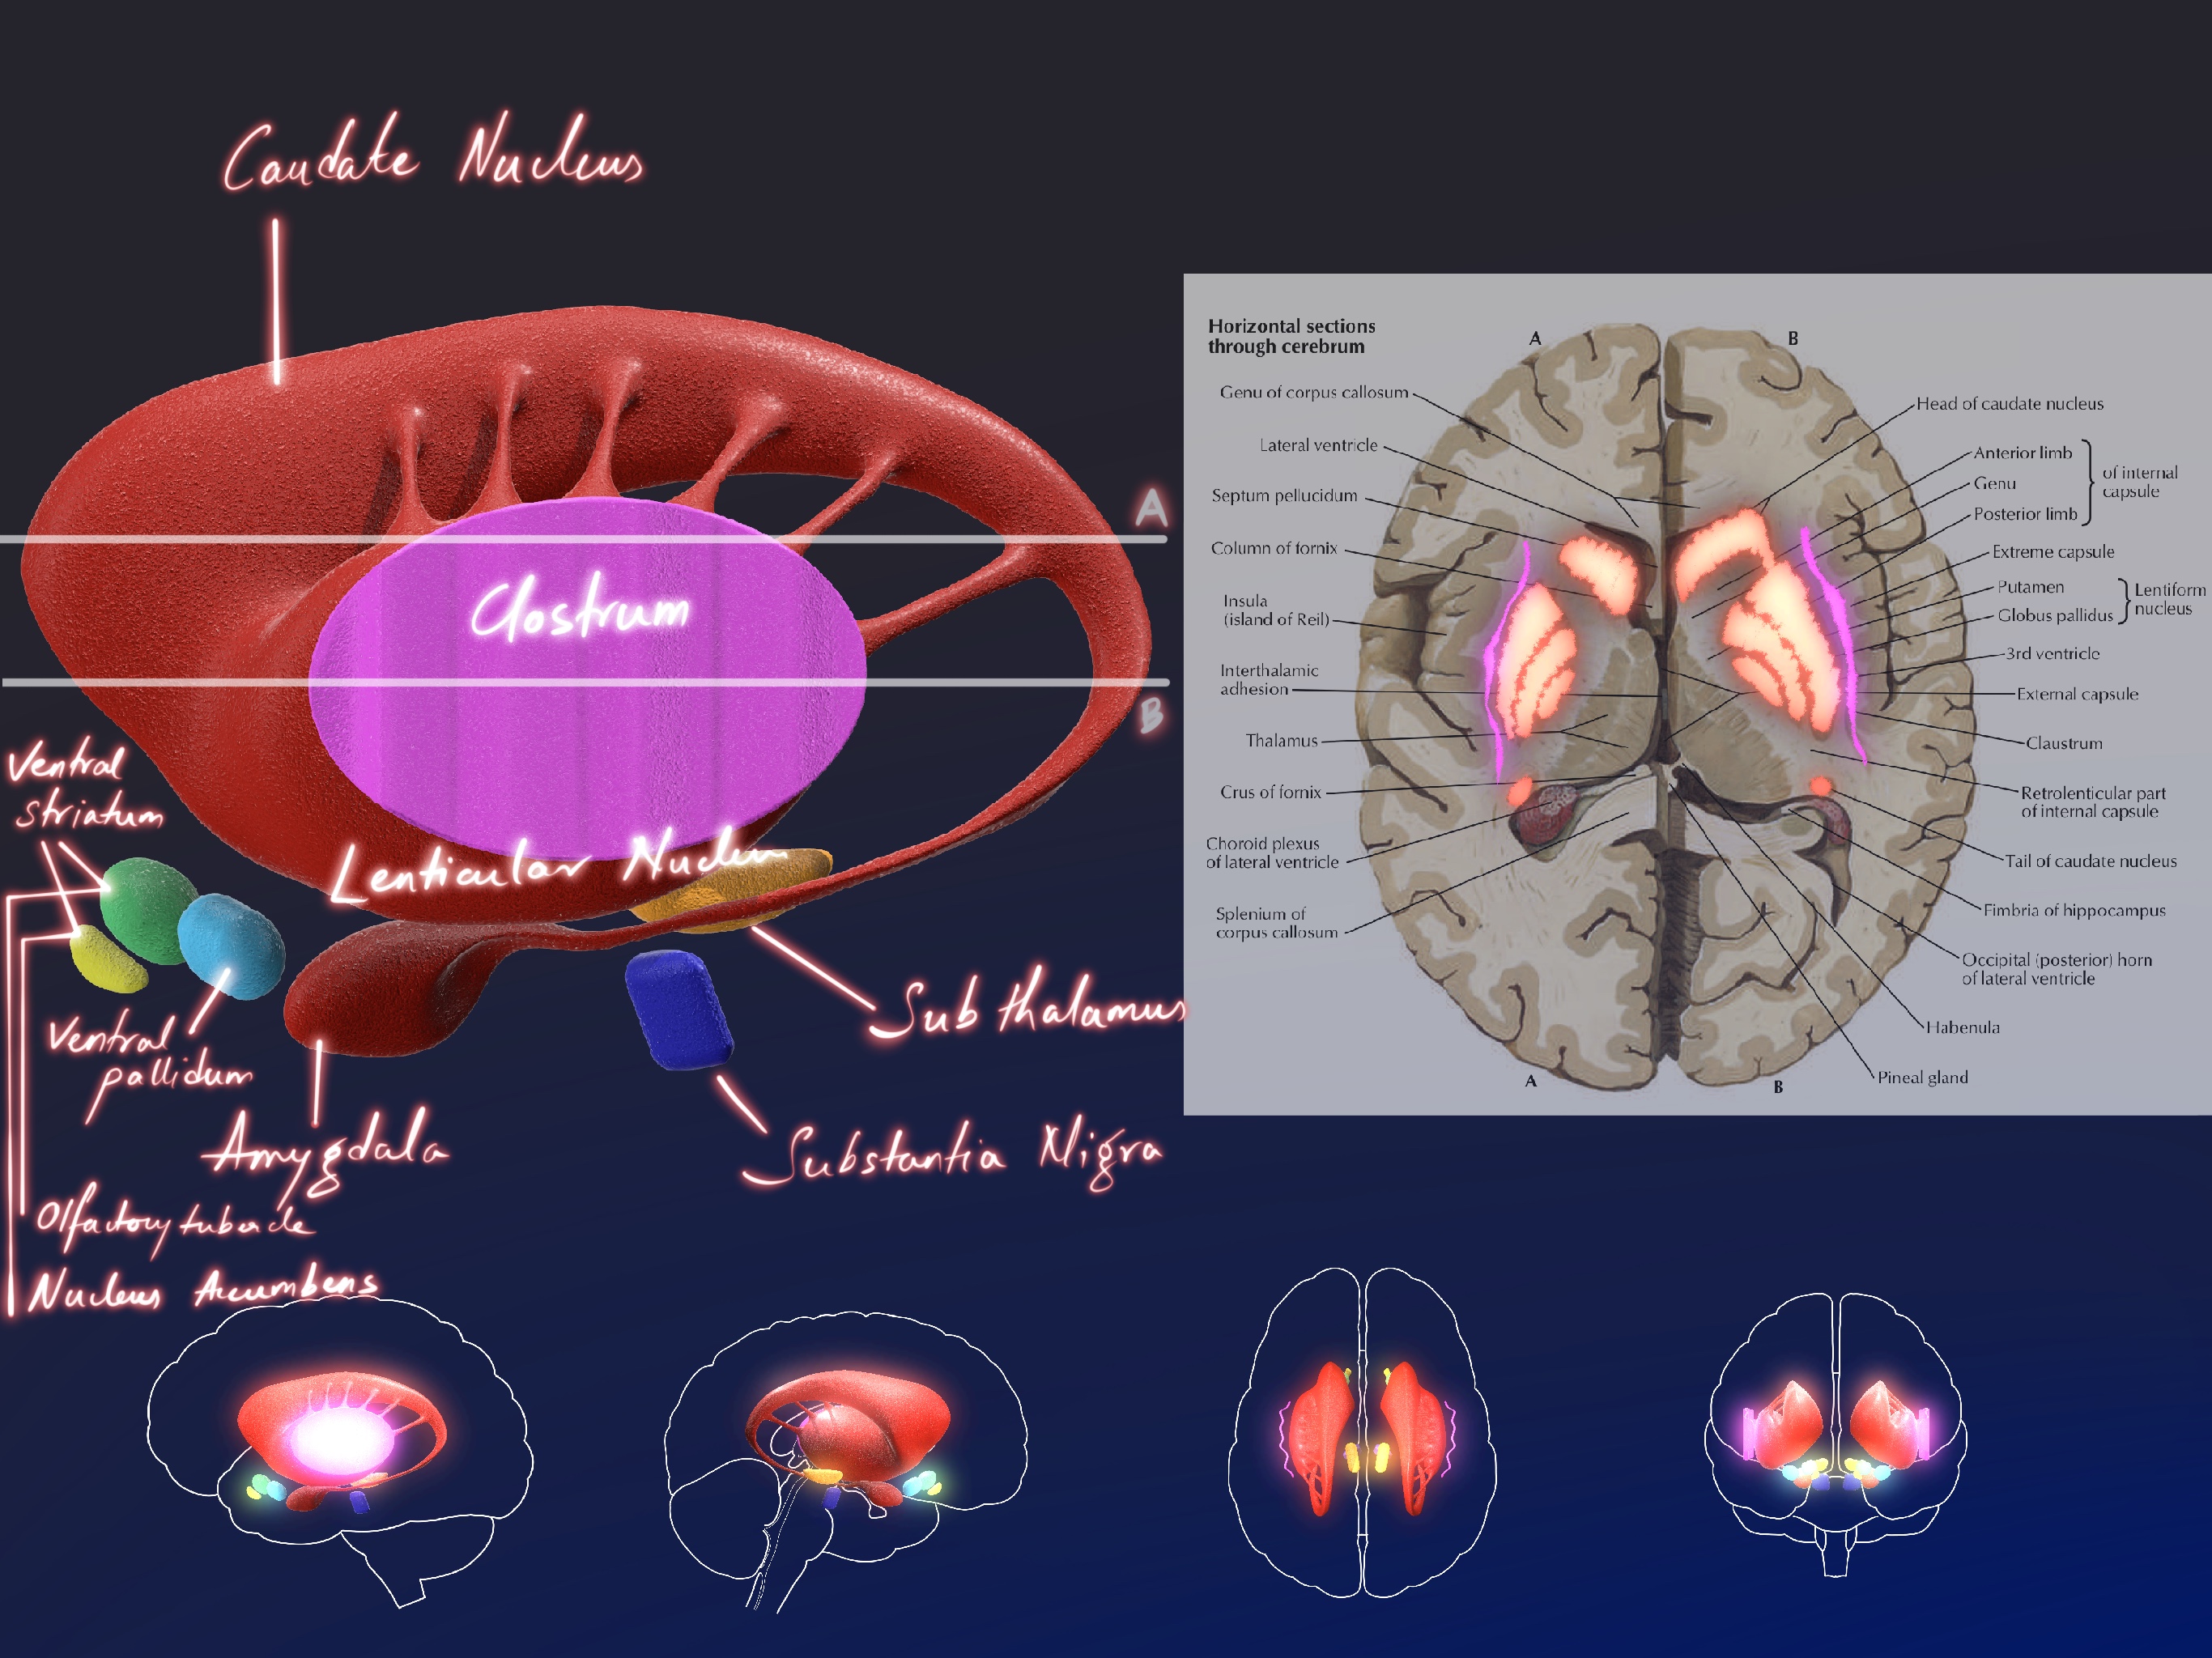 Caudate Nucleus
A
Clostrum
B
Ventral
striatum
Lenticular Nucleus
Ventral
pallidum
Sub thalamus
Amygdala
Substantia Nigra
Olfactory tubercle
Nucleus Accumbens
Horizontal sections
through cerebrum
A
B
Genu of corpus callosum
Lateral ventricle
Septum pellucidum
Column of fornix
Insula
(island of Reil)
Interthalamic
adhesion
Thalamus
Crus of fornix
Choroid plexus
of lateral ventricle
Splenium of
corpus callosum
Head of caudate nucleus
Anterior limb
Genu
Posterior limb
of internal
capsule
Extreme capsule
Putamen
Globus pallidus
Lentiform
nucleus
3rd ventricle
External capsule
Claustrum
Retrolenticular part
of internal capsule
Tail of caudate nucleus
Fimbria of hippocampus
Occipital (posterior) horn
of lateral ventricle
Habenula
Pineal gland
A
B